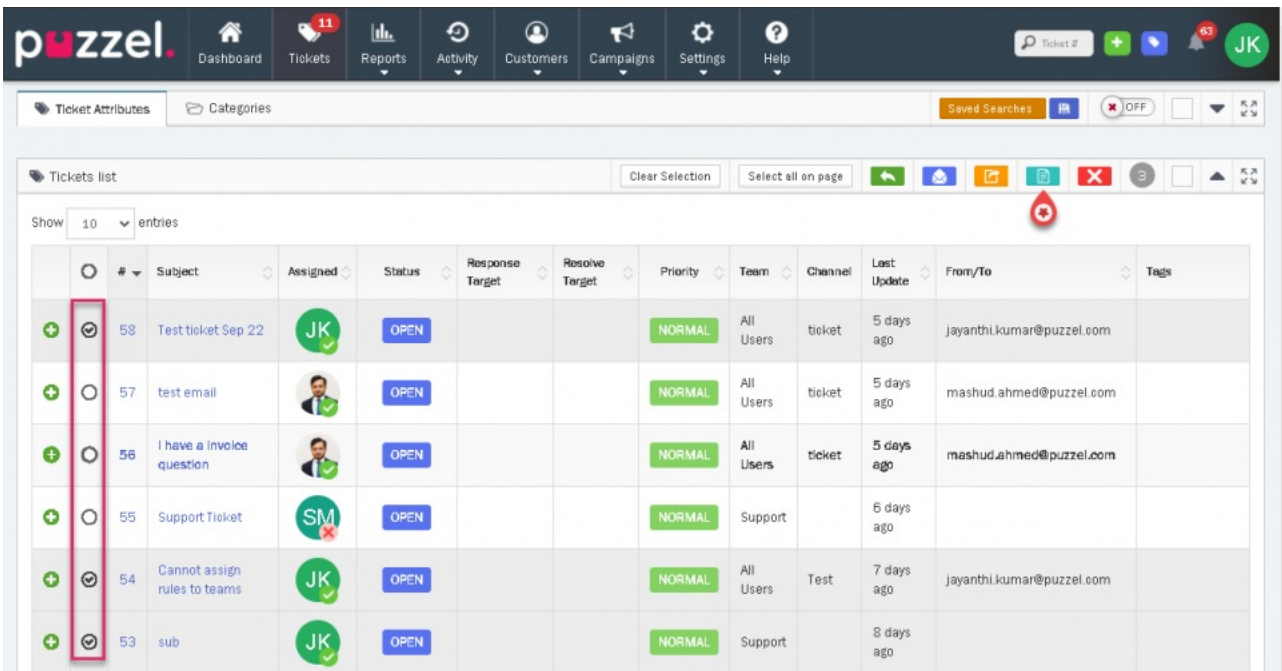 puzzel.
Dashboard
Tickets
11
Reports
Activity
Customers
Campaigns
Settings
Help
Ticket #
63
JK
Ticket Attributes
Categories
Saved Searches
OFF
Tickets list
Clear Selection
Select all on page
3
Show 10 entries
# Subject Assigned Status Response Target Resolve Target Priority Team Channel Last Update From/To Tags
58 Test ticket Sep 22 JK OPEN NORMAL All Users ticket 5 days ago jayanthi.kumar@puzzel.com
57 test email OPEN NORMAL All Users ticket 5 days ago mashud.ahmed@puzzel.com
56 I have a Invoice question OPEN NORMAL All Users ticket 5 days ago mashud.ahmed@puzzel.com
55 Support Ticket SM OPEN NORMAL Support 6 days ago
54 Cannot assign rules to teams JK OPEN NORMAL All Users Test 7 days ago jayanthi.kumar@puzzel.com
53 sub JK OPEN NORMAL Support 8 days ago